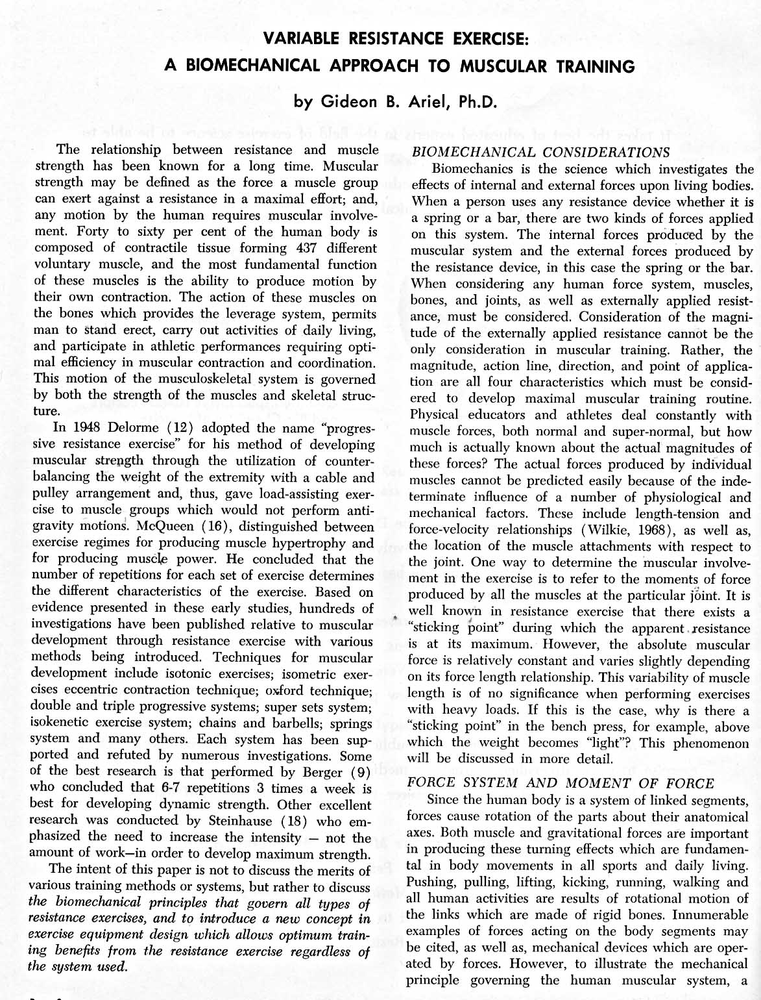 VARIABLE RESISTANCE EXERCISE:
A BIOMECHANICAL APPROACH TO MUSCULAR TRAINING
by Gideon B. Ariel, Ph.D.
The relationship between resistance and muscle
strength has been known for a long time. Muscular
strength may be defined as the force a muscle group
can exert against a resistance in a maximal effort; and,
any motion by the human requires muscular involve-
ment. Forty to sixty per cent of the human body is
composed of contractile tissue forming 437 different
voluntary muscle, and the most fundamental function
of these muscles is the ability to produce motion by
their own contraction. The action of these muscles on
the bones which provides the leverage system, permits
man to stand erect, carry out activities of daily living,
and participate in athletic performances requiring opti-
mal efficiency in muscular contraction and coordination.
This motion of the musculoskeletal system is governed
by both the strength of the muscles and skeletal struc-
ture.
In 1948 Delorme (12) adopted the name “progres-
sive resistance exercise” for his method of developing
muscular strength through the utilization of counter-
balancing the weight of the extremity with a cable and
pulley arrangement and, thus, gave load-assisting exer-
cise to muscle groups which would not perform anti-
gravity motions. McQueen (16), distinguished between
exercise regimes for producing muscle hypertrophy and
for producing muscle power. He concluded that the
number of repetitions for each set of exercise determines
the different characteristics of the exercise. Based on
evidence presented in these early studies, hundreds of
investigations have been published relative to muscular
development through resistance exercise with various
methods being introduced. Techniques for muscular
development include isotonic exercises; isometric exer-
cises eccentric contraction technique; oxford technique;
double and triple progressive systems; super sets system;
isokenetic exercise system; chains and barbells; springs
system and many others. Each system has been sup-
ported and refuted by numerous investigations. Some
of the best research is that performed by Berger (9)
who concluded that 6-7 repetitions 3 times a week is
best for developing dynamic strength. Other excellent
research was conducted by Steinhause (18) who em-
phasized the need to increase the intensity — not the
amount of work—in order to develop maximum strength.
The intent of this paper is not to discuss the merits of
various training methods or systems, but rather to discuss
the biomechanical principles that govern all types of
resistance exercises, and to introduce a new concept in
exercise equipment design which allows optimum train-
ing benefits from the resistance exercise regardless of
the system used.
BIOMECHANICAL CONSIDERATIONS
Biomechanics is the science which investigates the
effects of internal and external forces upon living bodies.
When a person uses any resistance device whether it is
a spring or a bar, there are two kinds of forces applied
on this system. The internal forces produced by the
muscular system and the external forces produced by
the resistance device, in this case the spring or the bar.
When considering any human force system, muscles,
bones, and joints, as well as externally applied resist-
ance, must be considered. Consideration of the magni-
tude of the externally applied resistance cannot be the
only consideration in muscular training. Rather, the
magnitude, action line, direction, and point of applica-
tion are all four characteristics which must be consid-
ered to develop maximal muscular training routine.
Physical educators and athletes deal constantly with
muscle forces, both normal and super-normal, but how
much is actually known about the actual magnitudes of
these forces? The actual forces produced by individual
muscles cannot be predicted easily because of the inde-
terminate influence of a number of physiological and
mechanical factors. These include length-tension and
force-velocity relationships (Wilkie, 1968), as well as,
the location of the muscle attachments with respect to
the joint. One way to determine the muscular involve-
ment in the exercise is to refer to the moments of force
produced by all the muscles at the particular joint. It is
well known in resistance exercise that there exists a
“sticking point” during which the apparent resistance
is at its maximum. However, the absolute muscular
force is relatively constant and varies slightly depending
on its force length relationship. This variability of muscle
length is of no significance when performing exercises
with heavy loads. If this is the case, why is there a
“sticking point” in the bench press, for example, above
which the weight becomes “light”? This phenomenon
will be discussed in more detail.
FORCE SYSTEM AND MOMENT OF FORCE
Since the human body is a system of linked segments,
forces cause rotation of the parts about their anatomical
axes. Both muscle and gravitational forces are important
in producing these turning effects which are fundamen-
tal in body movements in all sports and daily living.
Pushing, pulling, lifting, kicking, running, walking and
all human activities are results of rotational motion of
the links which are made of rigid bones. Innumerable
examples of forces acting on the body segments may
be cited, as well as, mechanical devices which are oper-
ated by forces. However, to illustrate the mechanical
principle governing the human muscular system, a